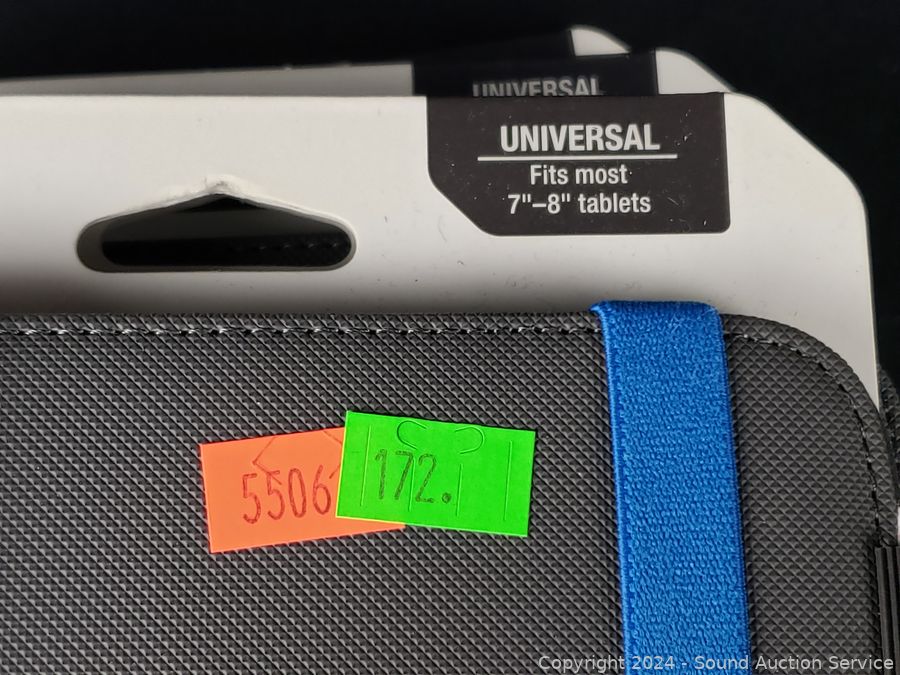 UNIVERSAL
UNIVERSAL
Fits most
7"–8" tablets
5506
172.
Copyright 2024 - Sound Auction Service